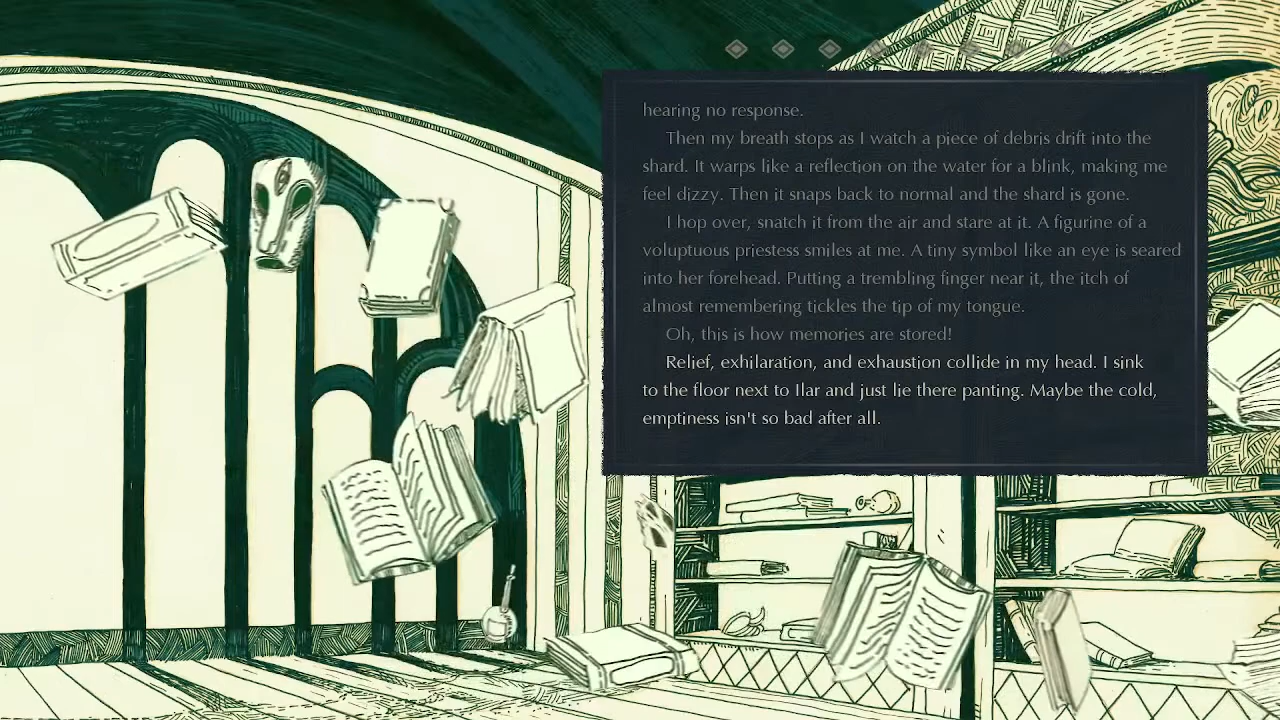 hearing no response.
Then my breath stops as I watch a piece of debris drift into the
shard. It warps like a reflection on the water for a blink, making me
feel dizzy. Then it snaps back to normal and the shard is gone.
I hop over, snatch it from the air and stare at it. A figurine of a
voluptuous priestess smiles at me. A tiny symbol like an eye is seared
into her forehead. Putting a trembling finger near it, the itch of
almost remembering tickles the tip of my tongue.
Oh, this is how memories are stored!
Relief, exhilaration, and exhaustion collide in my head. I sink
to the floor next to Ilar and just lie there panting. Maybe the cold,
emptiness isn't so bad after all.